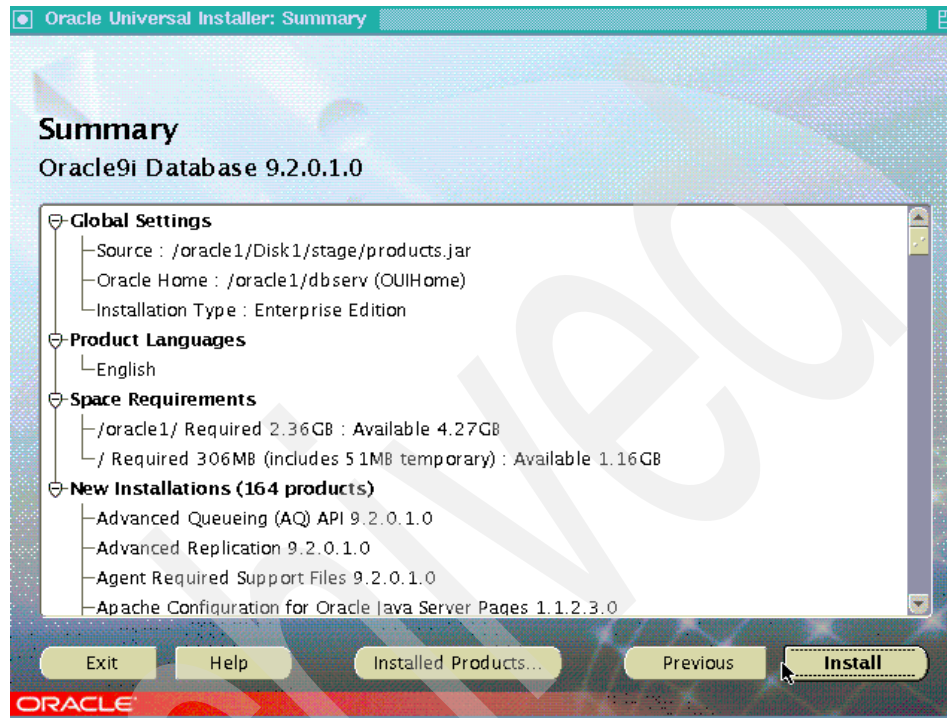 Oracle Universal Installer: Summary
Summary
Oracle9i Database 9.2.0.1.0
Global Settings
Source : /oracle1/Disk1/stage/products.jar
Oracle Home : /oracle1/dbserv (OUIHome)
Installation Type : Enterprise Edition
Product Languages
English
Space Requirements
/oracle1/ Required 2.36GB : Available 4.27GB
/ Required 306MB (includes 51MB temporary) : Available 1.16GB
New Installations (164 products)
Advanced Queueing (AQ) API 9.2.0.1.0
Advanced Replication 9.2.0.1.0
Agent Required Support Files 9.2.0.1.0
Apache Configuration for Oracle Java Server Pages 1.1.2.3.0
Exit Help Installed Products... Previous Install
ORACLE